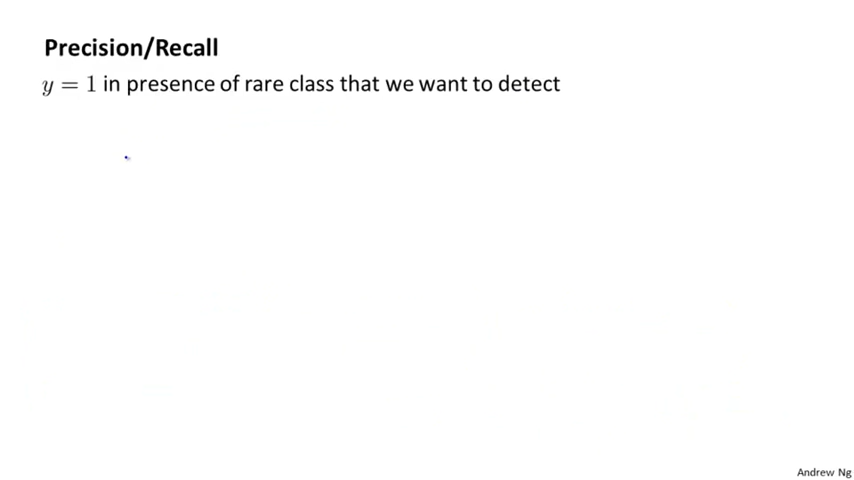 Precision/Recall
y = 1 in presence of rare class that we want to detect
Andrew Ng